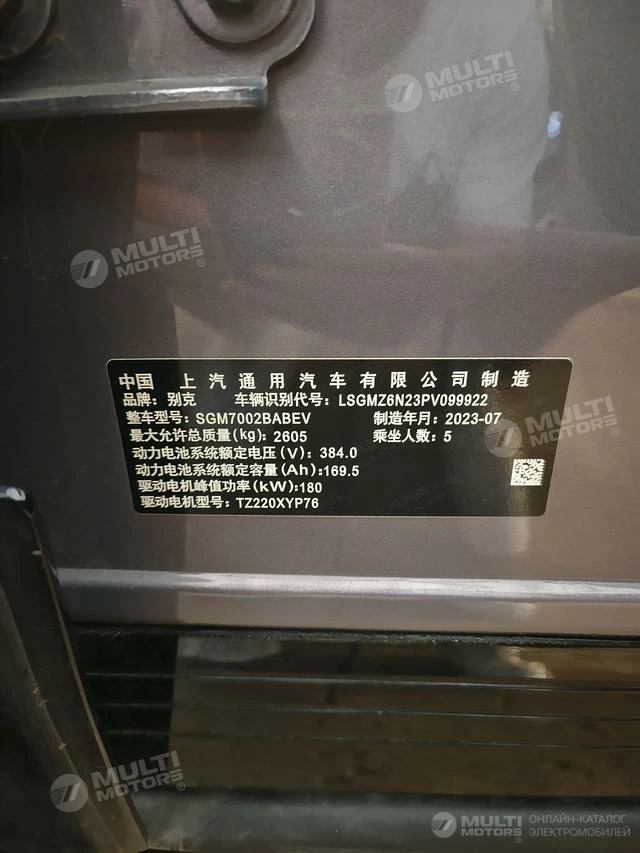 MULTI
MOTORS®
MULTI
MOTORS®
中国 上汽通用汽车有限公司制造
品牌: 别克 车辆识别代号: LSGMZ6N23PV099922
整车型号: SGM7002BABEV 制造年月: 2023-07
最大允许总质量(kg): 2605 乘坐人数: 5
动力电池系统额定电压(V): 384.0
动力电池系统额定容量(Ah):169.5
驱动电机峰值功率(kW):180
驱动电机型号: TZ220XYP76
MULTI
MOTORS®
MULTI
MOTORS®
ОНЛАЙН-КАТАЛОГ
ЭЛЕКТРОМОБИЛЕЙ